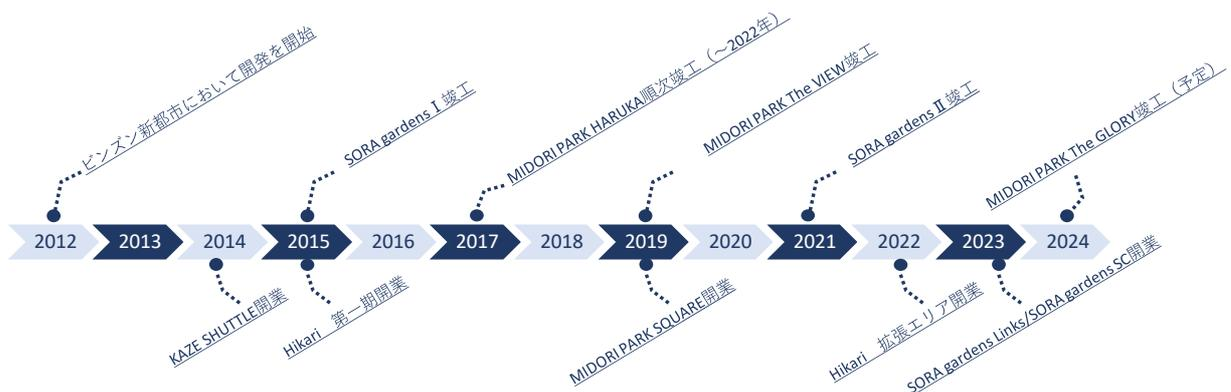 ビンズン新都市において開発を開始
SORA gardens Ⅰ 竣工
MIDORI PARK HARUKA順次竣工（～2022年）
MIDORI PARK The VIEW竣工
SORA gardens Ⅱ 竣工
MIDORI PARK The GLORY竣工（予定）
2012
2013
2014
2015
2016
2017
2018
2019
2020
2021
2022
2023
2024
KAZE SHUTTLE開業
Hikari　第一期開業
MIDORI PARK SQUARE開業
Hikari　拡張エリア開業
SORA gardens Links/SORA gardens SC開業